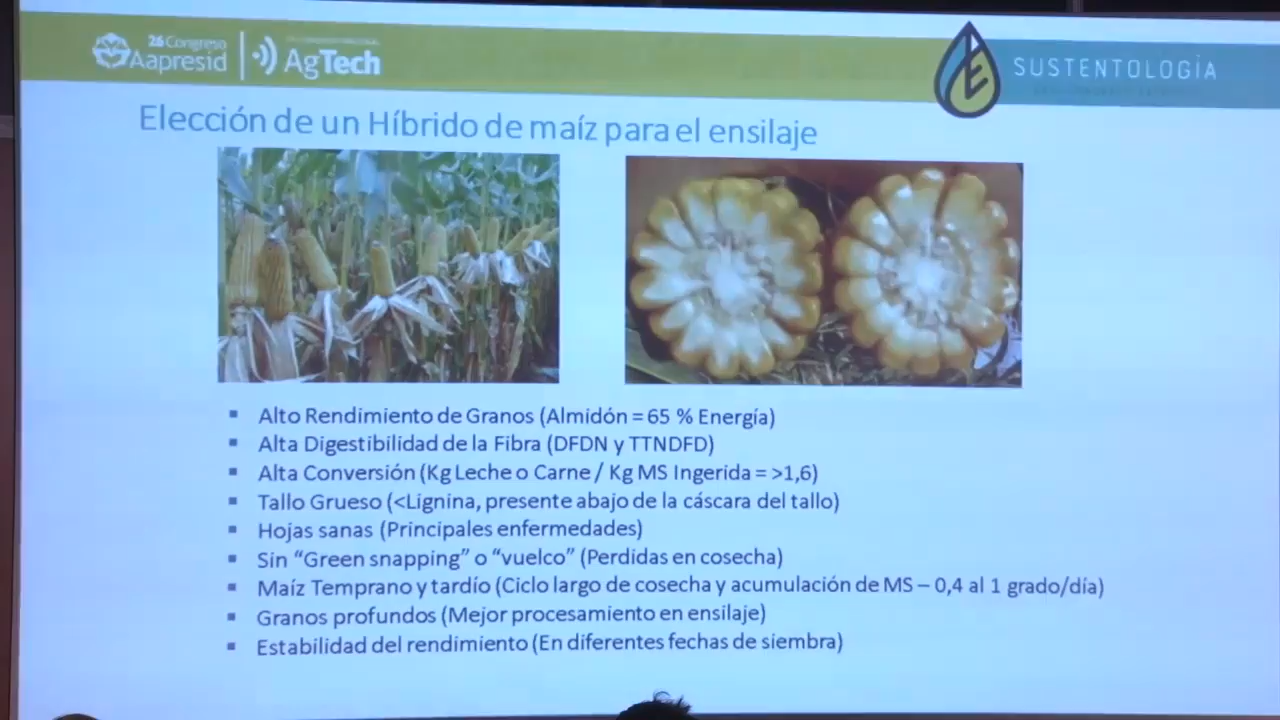 26 Congreso
Aapresid
AgTech
SUSTENTOLOGÍA
Elección de un Híbrido de maíz para el ensilaje
▪ Alto Rendimiento de Granos (Almidón = 65 % Energía)
▪ Alta Digestibilidad de la Fibra (DFDN y TTNDFD)
▪ Alta Conversión (Kg Leche o Carne / Kg MS Ingerida = >1,6)
▪ Tallo Grueso (<Lignina, presente abajo de la cáscara del tallo)
▪ Hojas sanas (Principales enfermedades)
▪ Sin “Green snapping” o “vuelco” (Perdidas en cosecha)
▪ Maíz Temprano y tardío (Ciclo largo de cosecha y acumulación de MS – 0,4 al 1 grado/día)
▪ Granos profundos (Mejor procesamiento en ensilaje)
▪ Estabilidad del rendimiento (En diferentes fechas de siembra)